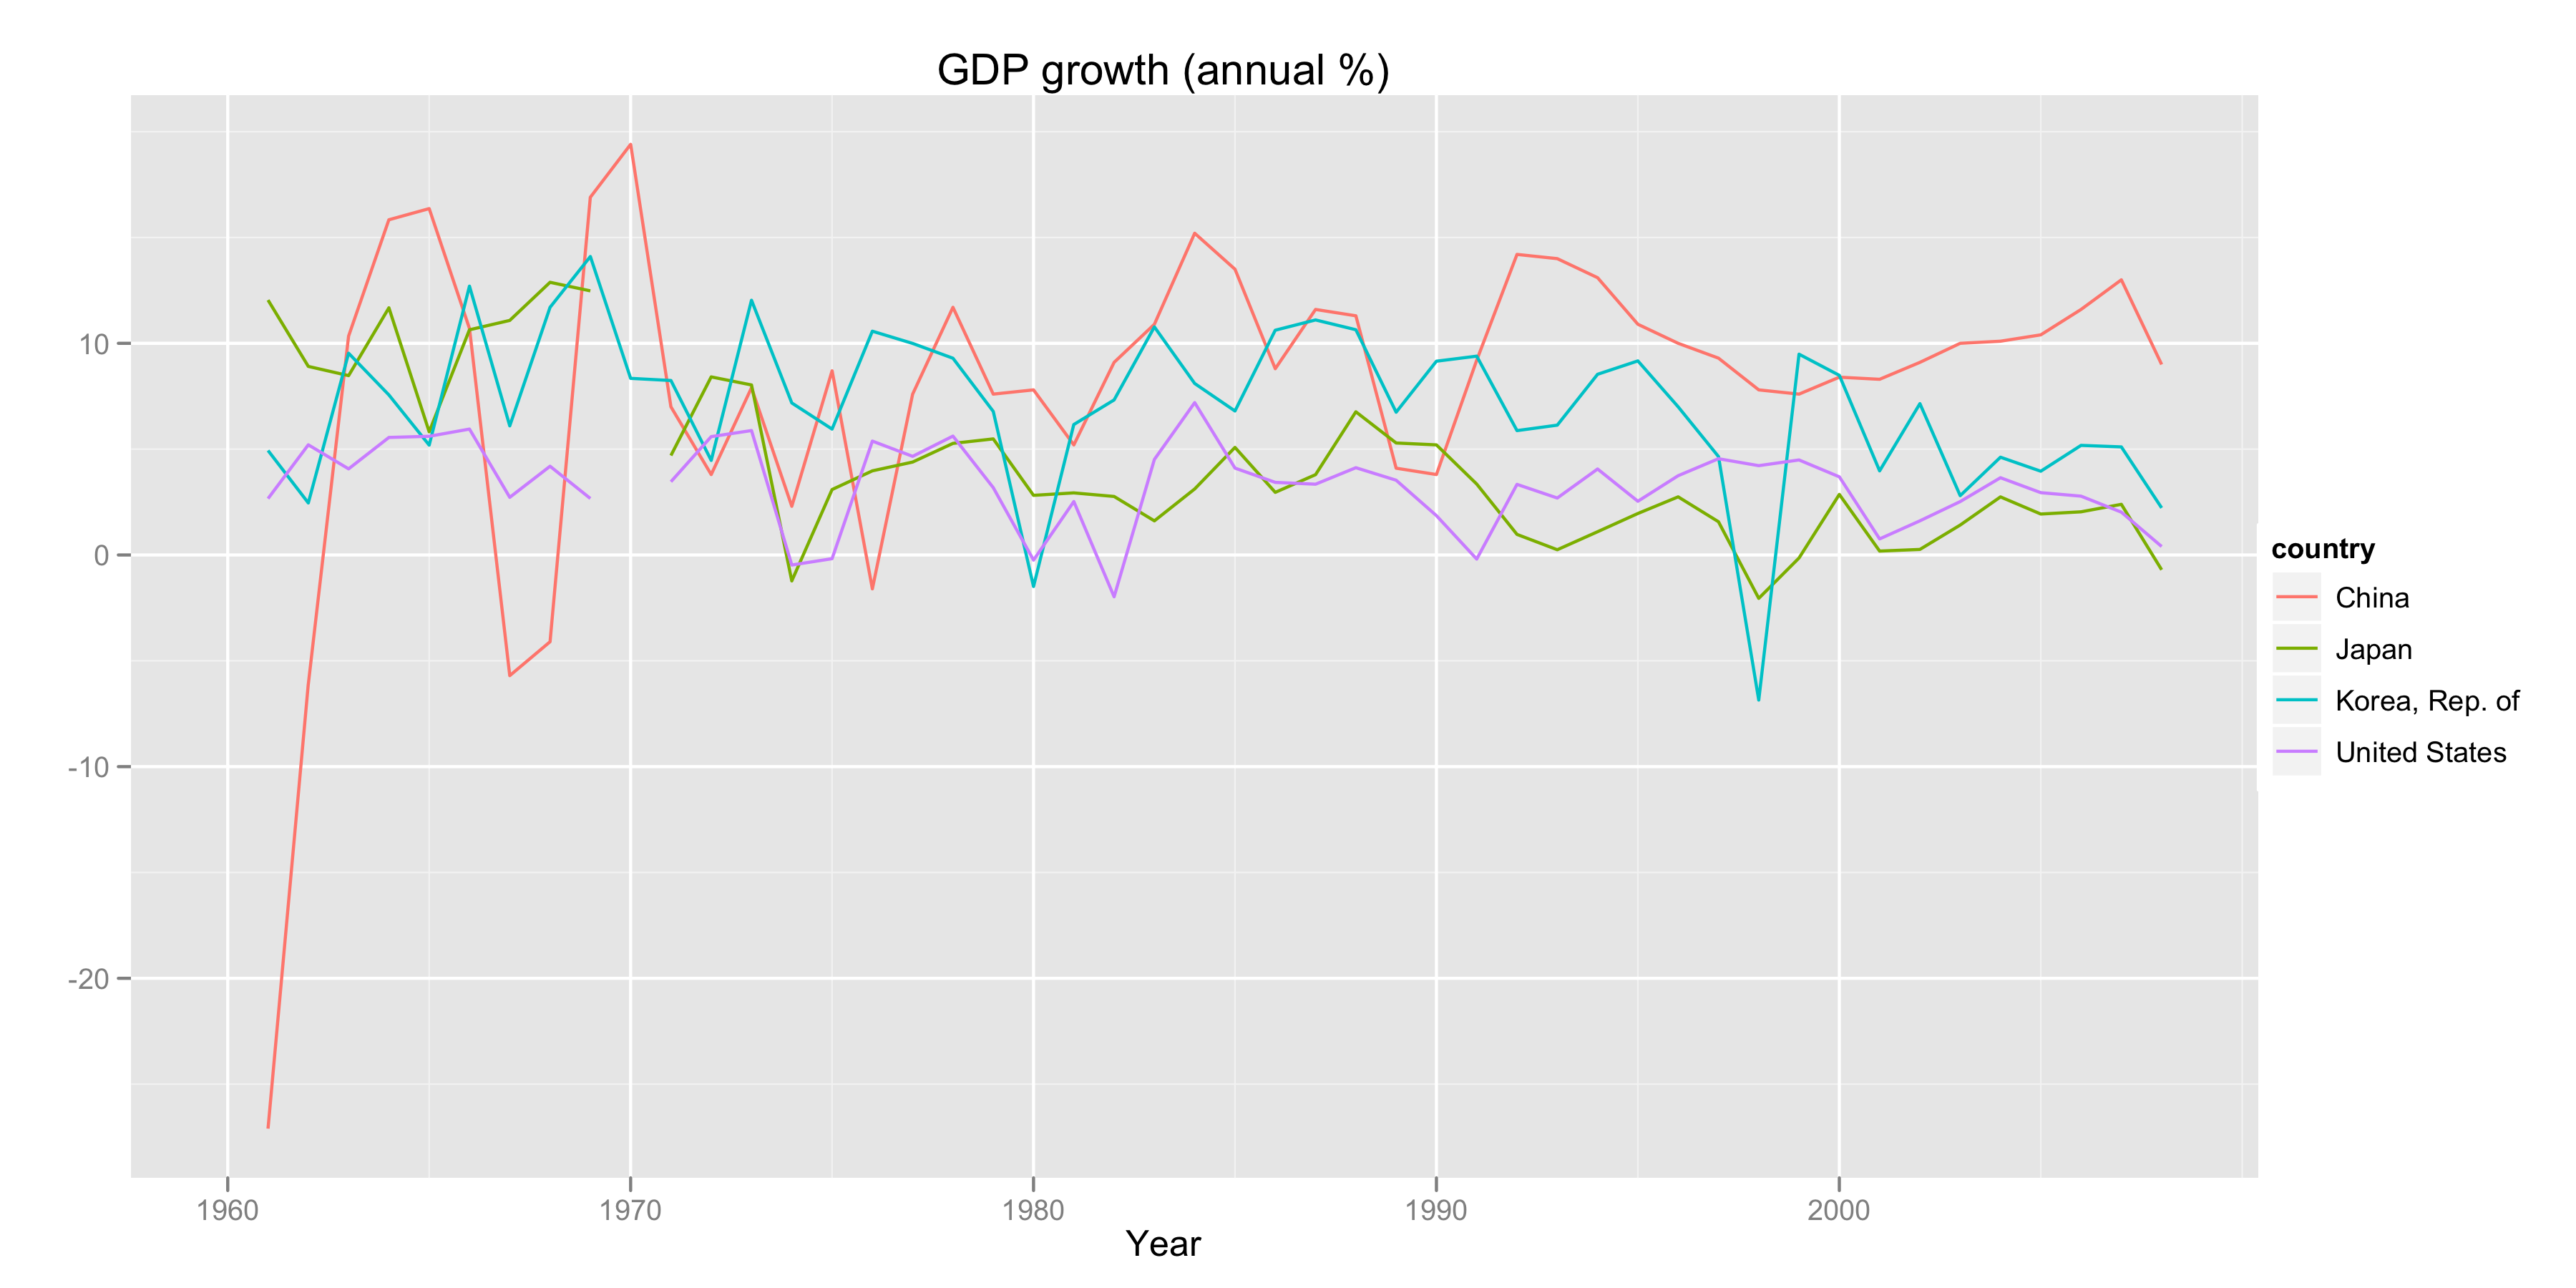 GDP growth (annual %)
10
0
-10
-20
1960
1970
1980
1990
2000
Year
country
China
Japan
Korea, Rep. of
United States